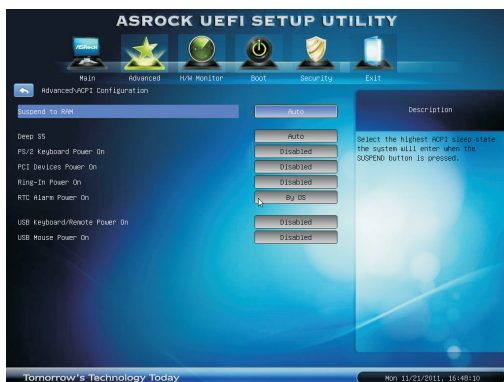 ASROCK UEFI SETUP UTILITY
ASRock
Main Advanced H/W Monitor Boot Security Exit
Advanced\ACPI Configuration
Suspend to RAM Auto
Deep S5 Auto
PS/2 Keyboard Power On Disabled
PCI Devices Power On Disabled
Ring-In Power On Disabled
RTC Alarm Power On By OS
USB Keyboard/Remote Power On Disabled
USB Mouse Power On Disabled
Description
Select the highest ACPI sleep state
the system will enter when the
SUSPEND button is pressed.
Tomorrow's Technology Today
Mon 11/21/2011, 16:48:10